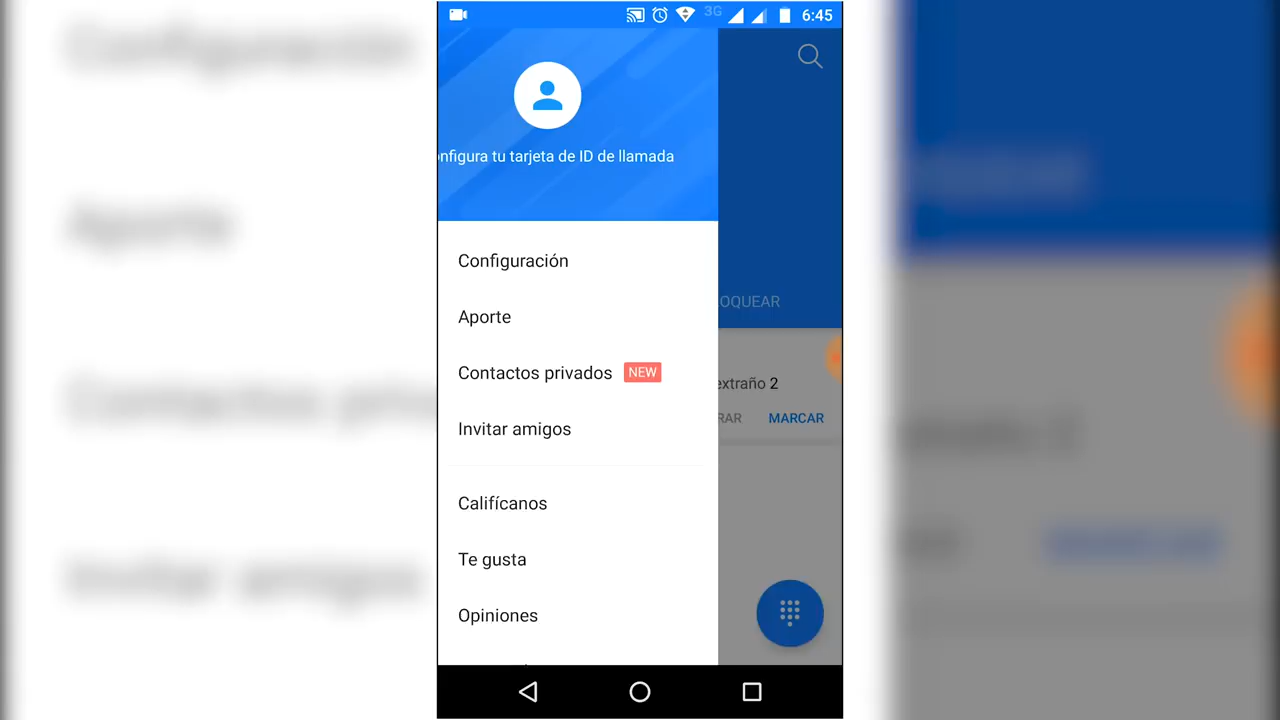 3G 6:45
onfigura tu tarjeta de ID de llamada
Configuración
OQUEAR
Aporte
Contactos privados NEW
extraño 2
RAR MARCAR
Invitar amigos
Califícanos
Te gusta
Opiniones